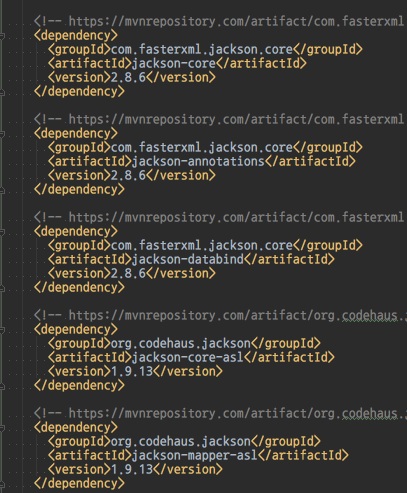 <!-- https://mvnrepository.com/artifact/com.fasterxml
<dependency>
<groupId>com.fasterxml.jackson.core</groupId>
<artifactId>jackson-core</artifactId>
<version>2.8.6</version>
</dependency>
<!-- https://mvnrepository.com/artifact/com.fasterxml
<dependency>
<groupId>com.fasterxml.jackson.core</groupId>
<artifactId>jackson-annotations</artifactId>
<version>2.8.6</version>
</dependency>
<!-- https://mvnrepository.com/artifact/com.fasterxml
<dependency>
<groupId>com.fasterxml.jackson.core</groupId>
<artifactId>jackson-databind</artifactId>
<version>2.8.6</version>
</dependency>
<!-- https://mvnrepository.com/artifact/org.codehaus.
<dependency>
<groupId>org.codehaus.jackson</groupId>
<artifactId>jackson-core-asl</artifactId>
<version>1.9.13</version>
</dependency>
<!-- https://mvnrepository.com/artifact/org.codehaus.
<dependency>
<groupId>org.codehaus.jackson</groupId>
<artifactId>jackson-mapper-asl</artifactId>
<version>1.9.13</version>
</dependency>